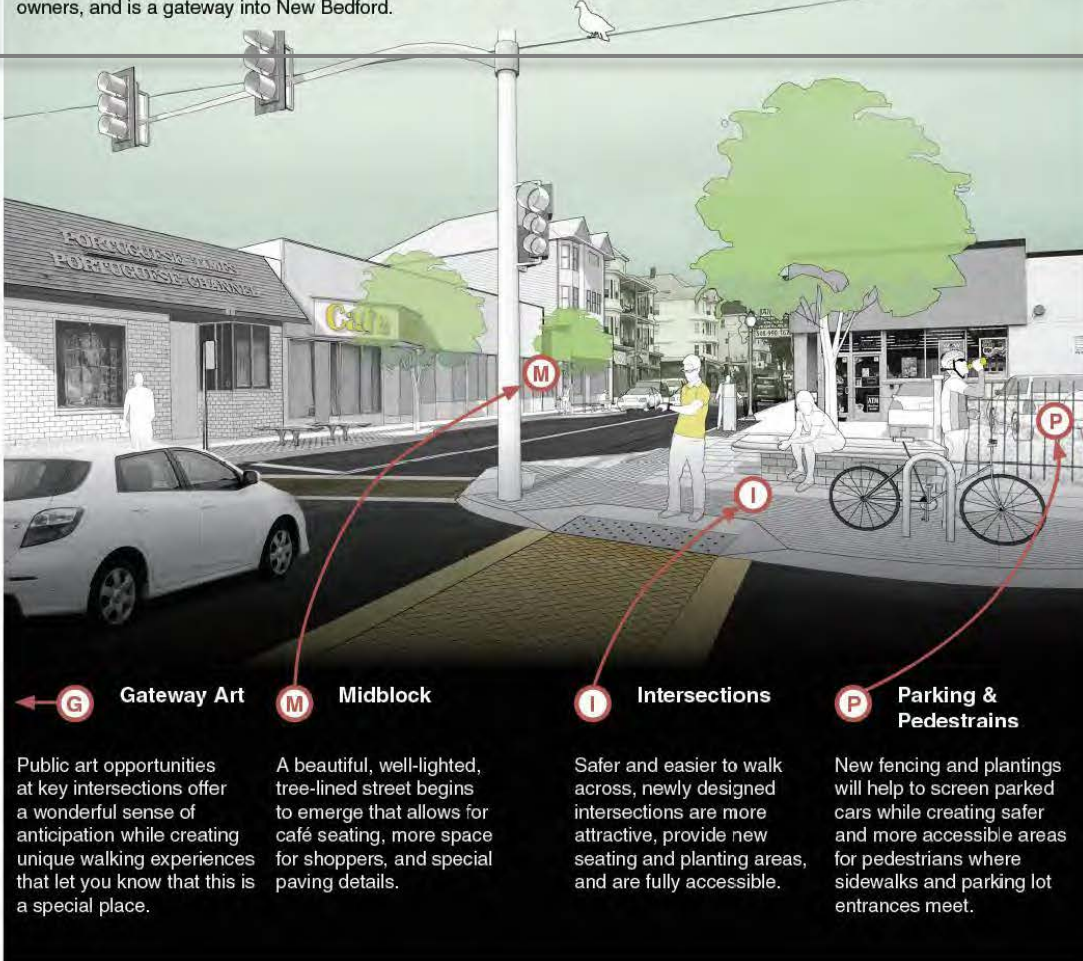 owners, and is a gateway into New Bedford.
PORTUGUESE TIMES
PORTUGUESE CHANNEL
Café
ATM
M
P
I
G Gateway Art
Public art opportunities
at key intersections offer
a wonderful sense of
anticipation while creating
unique walking experiences
that let you know that this is
a special place.
M Midblock
A beautiful, well-lighted,
tree-lined street begins
to emerge that allows for
café seating, more space
for shoppers, and special
paving details.
I Intersections
Safer and easier to walk
across, newly designed
intersections are more
attractive, provide new
seating and planting areas,
and are fully accessible.
P Parking &
Pedestrains
New fencing and plantings
will help to screen parked
cars while creating safer
and more accessible areas
for pedestrians where
sidewalks and parking lot
entrances meet.